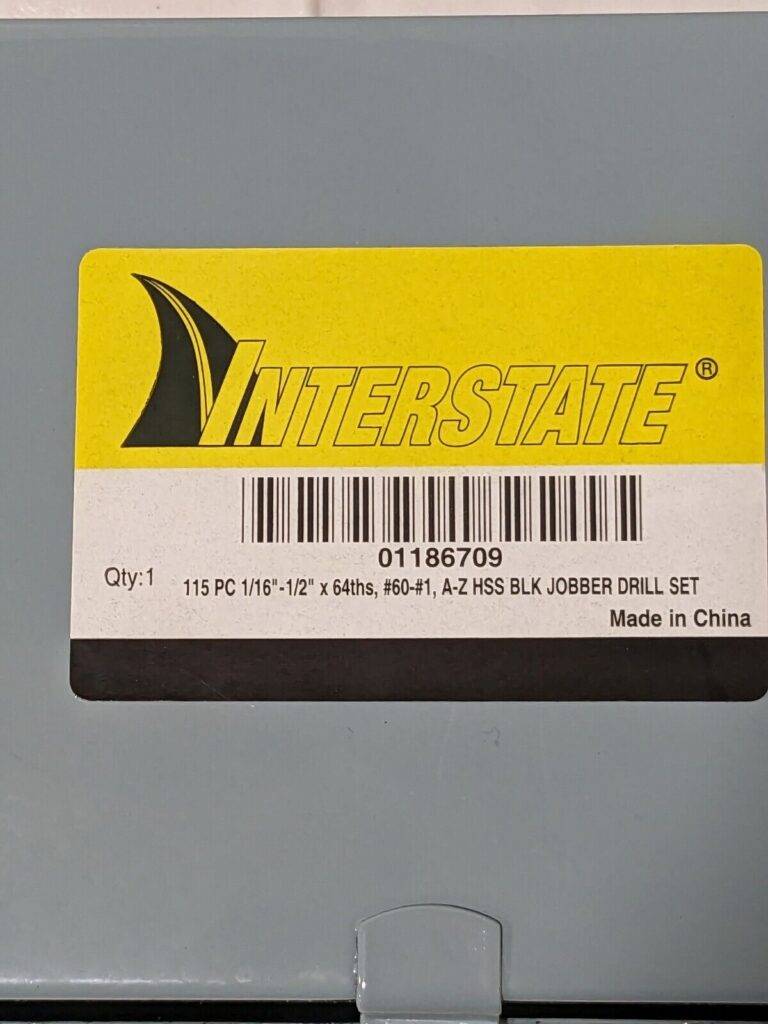 INTERSTATE®
01186709
Qty:1 115 PC 1/16"-1/2" x 64ths, #60-#1, A-Z HSS BLK JOBBER DRILL SET
Made in China